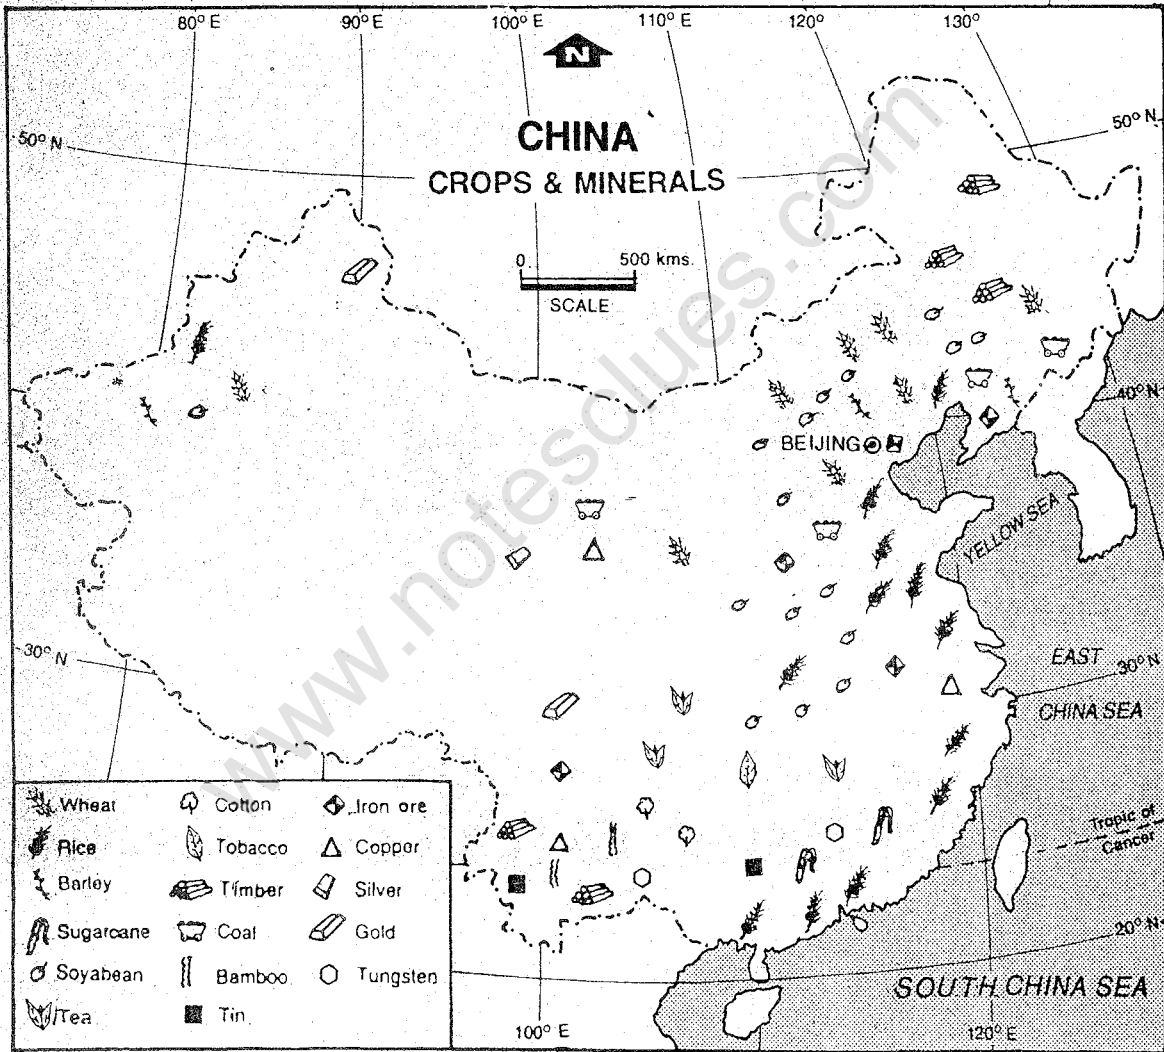 80° E 90° E 100° E 110° E 120° 130°
N
CHINA
CROPS & MINERALS
50° N
50° N
0 500 kms.
SCALE
40° N
BEIJING
YELLOW SEA
30° N
EAST
30° N
CHINA SEA
Tropic of
Cancer
20° N
SOUTH CHINA SEA
100° E
120° E
Wheat Cotton Iron ore
Rice Tobacco Copper
Barley Timber Silver
Sugarcane Coal Gold
Soyabean Bamboo Tungsten
Tea Tin
www.notesolues.com